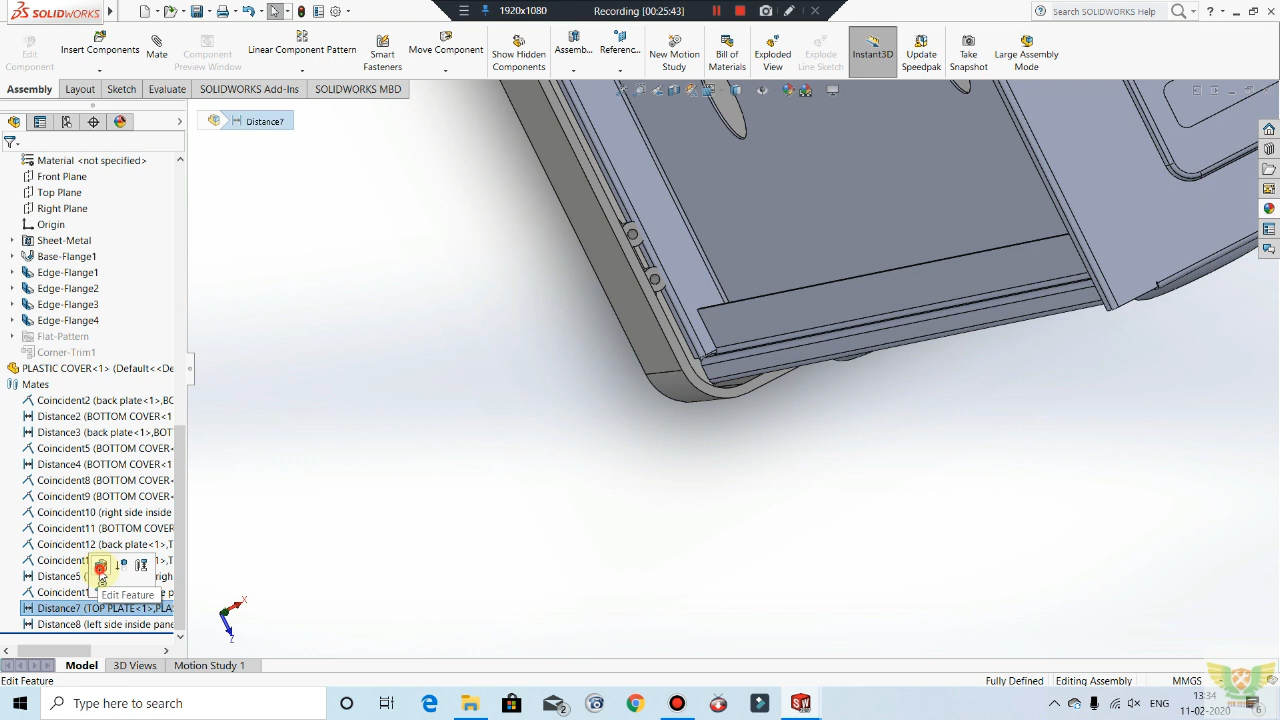 SOLIDWORKS
1920x1080 Recording [00:25:43]
Search SOLIDWORKS Help
Edit Component
Insert Components
Mate
Component Preview Window
Linear Component Pattern
Smart Fasteners
Move Component
Show Hidden Components
Assemb...
Referenc...
New Motion Study
Bill of Materials
Exploded View
Explode Line Sketch
Instant3D
Update Speedpak
Take Snapshot
Large Assembly Mode
Assembly Layout Sketch Evaluate SOLIDWORKS Add-Ins SOLIDWORKS MBD
Distance7
Material <not specified>
Front Plane
Top Plane
Right Plane
Origin
Sheet-Metal
Base-Flange1
Edge-Flange1
Edge-Flange2
Edge-Flange3
Edge-Flange4
Flat-Pattern
Corner-Trim1
PLASTIC COVER<1> (Default<<De
Mates
Coincident2 (back plate<1>,BO
Distance2 (BOTTOM COVER<1
Distance3 (back plate<1>,BOT
Coincident5 (BOTTOM COVER<
Distance4 (BOTTOM COVER<1
Coincident8 (BOTTOM COVER<
Coincident9 (BOTTOM COVER<
Coincident10 (right side inside
Coincident11 (BOTTOM COVER
Coincident12 (back plate<1>,T
Coincident1 >,T
Distance5 ( righ
Coincident1 e p
Edit Feature
Distance7 (TOP PLATE<1>,PLA
Distance8 (left side inside pane
X
Z
Model 3D Views Motion Study 1
Edit Feature
Fully Defined Editing Assembly MMGS
Type here to search
2
ENG
13:34
11-02-2020
6